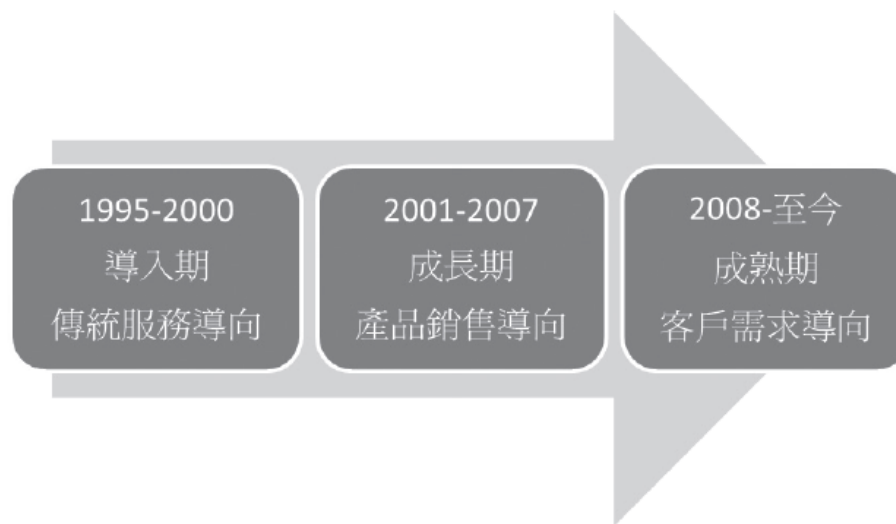 1995-2000
導入期
傳統服務導向
2001-2007
成長期
產品銷售導向
2008-至今
成熟期
客戶需求導向